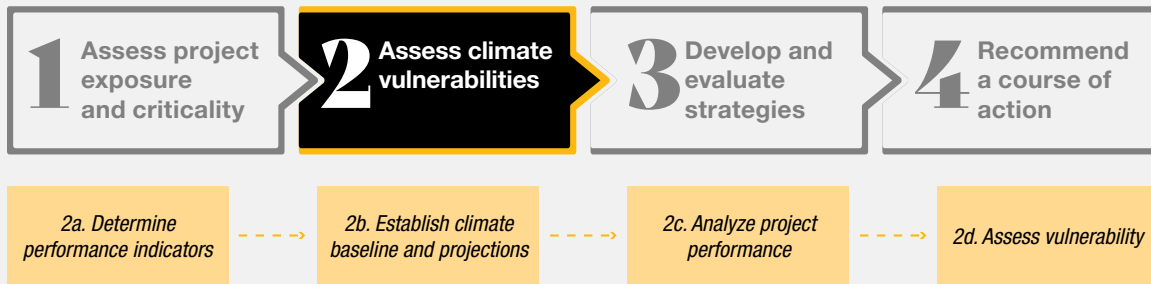 1 Assess project
exposure
and criticality
2 Assess climate
vulnerabilities
3 Develop and
evaluate
strategies
4 Recommend
a course of
action
2a. Determine
performance indicators
2b. Establish climate
baseline and projections
2c. Analyze project
performance
2d. Assess vulnerability